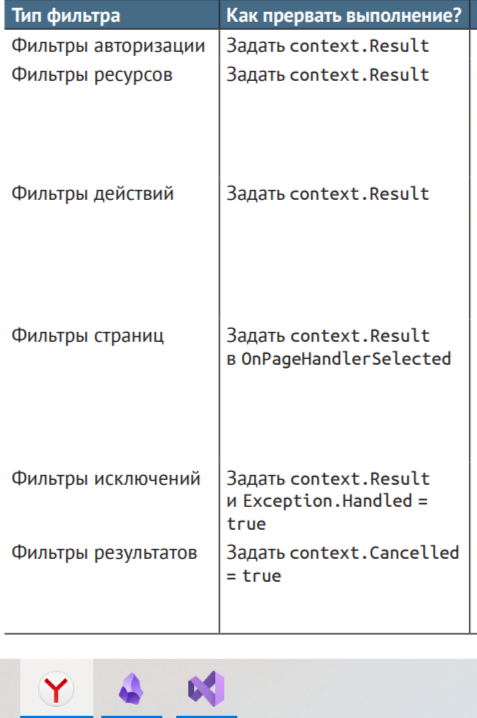 Тип фильтра Как прервать выполнение?
Фильтры авторизации Задать context.Result
Фильтры ресурсов Задать context.Result
Фильтры действий Задать context.Result
Фильтры страниц Задать context.Result
в OnPageHandlerSelected
Фильтры исключений Задать context.Result
и Exception.Handled =
true
Фильтры результатов Задать context.Cancelled
= true